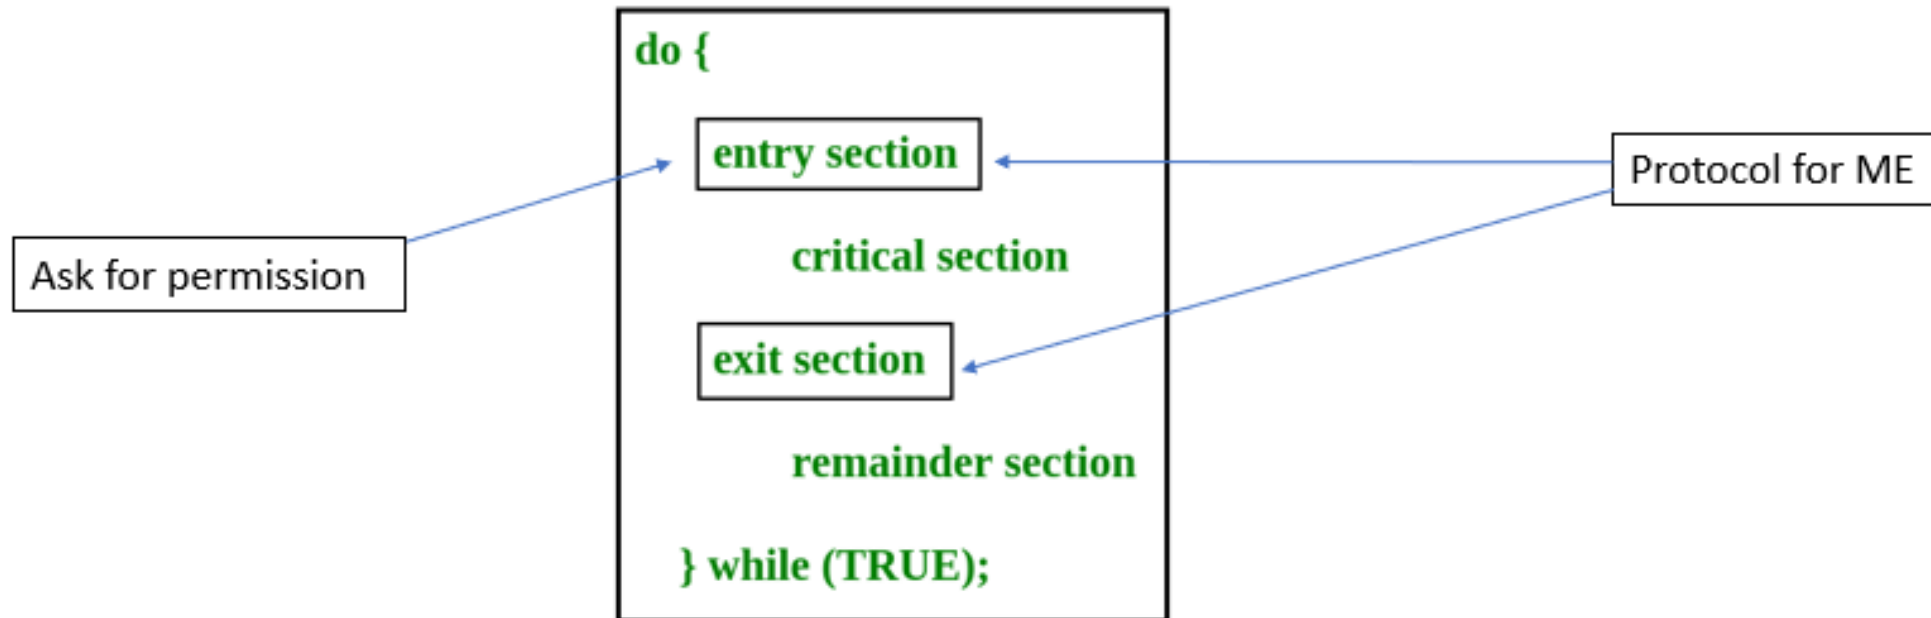 do {
entry section
Protocol for ME
Ask for permission
critical section
exit section
remainder section
} while (TRUE);